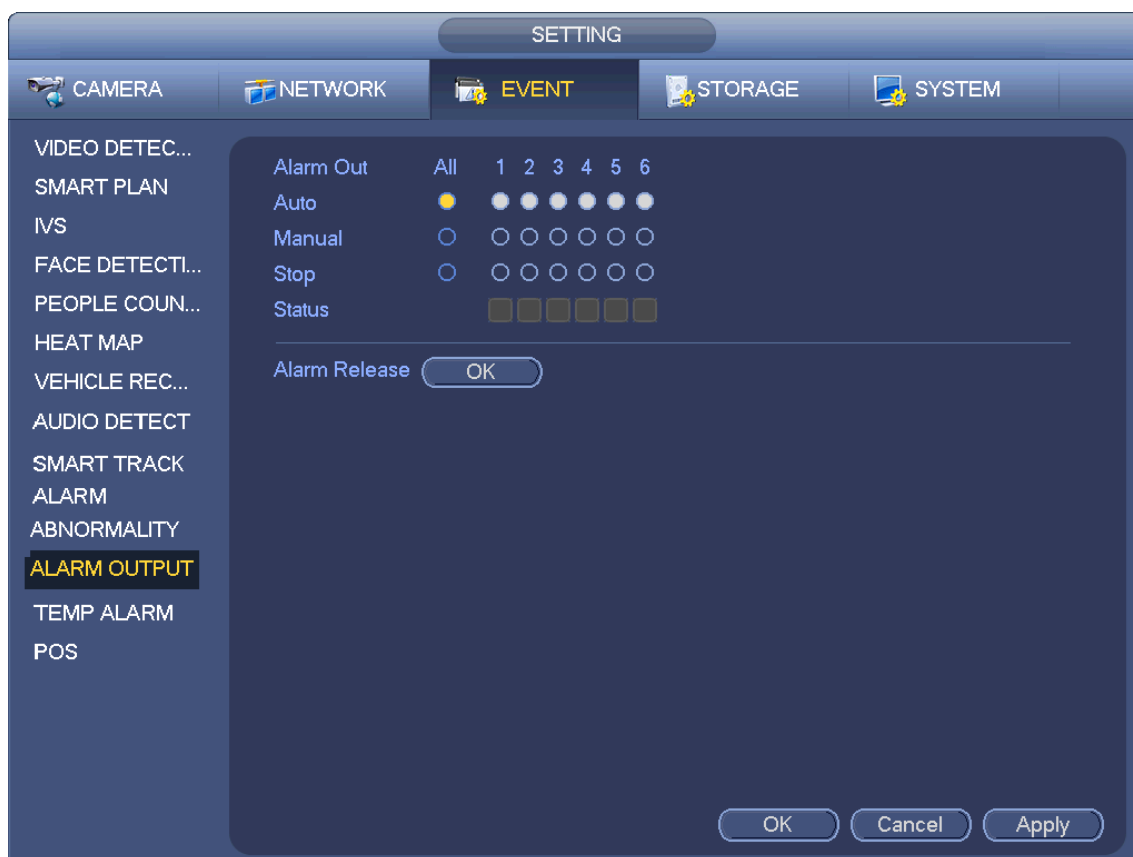 SETTING
CAMERA NETWORK EVENT STORAGE SYSTEM
VIDEO DETEC...
SMART PLAN
IVS
FACE DETECTI...
PEOPLE COUN...
HEAT MAP
VEHICLE REC...
AUDIO DETECT
SMART TRACK
ALARM
ABNORMALITY
ALARM OUTPUT
TEMP ALARM
POS
Alarm Out All 1 2 3 4 5 6
Auto
Manual
Stop
Status
Alarm Release OK
OK Cancel Apply